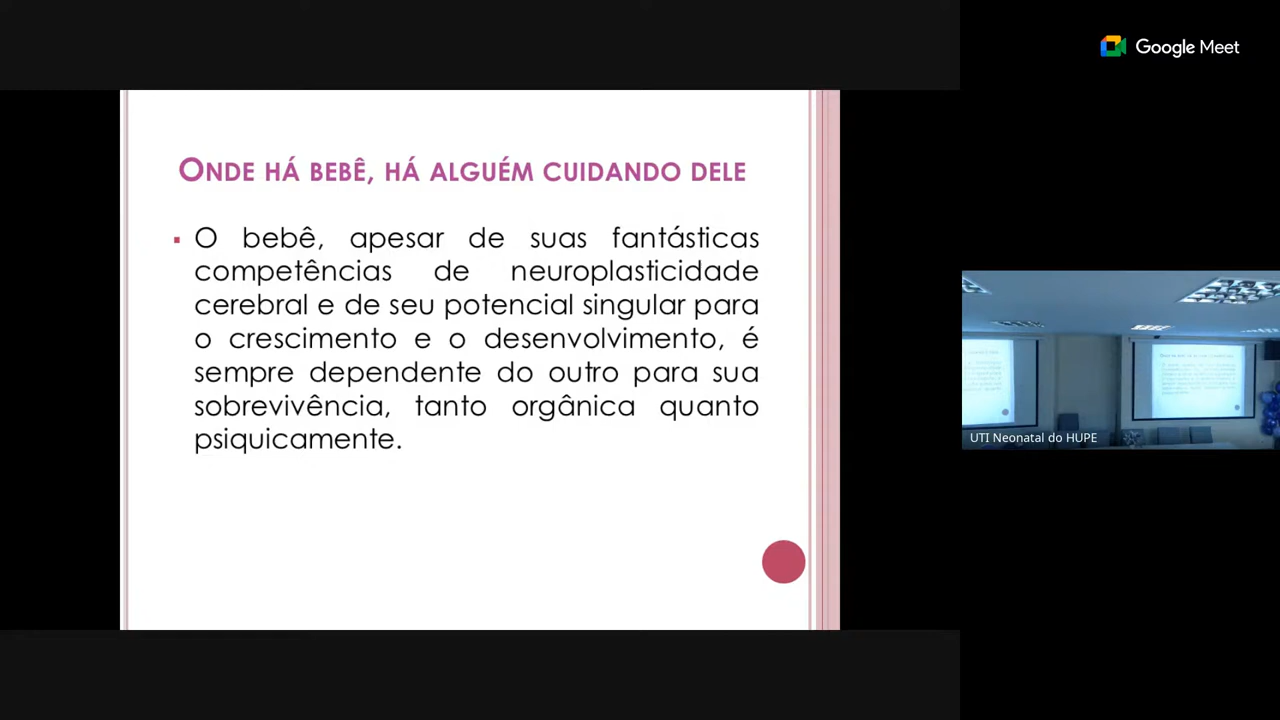 Google Meet
ONDE HÁ BEBÊ, HÁ ALGUÉM CUIDANDO DELE
▪ O bebê, apesar de suas fantásticas
competências de neuroplasticidade
cerebral e de seu potencial singular para
o crescimento e o desenvolvimento, é
sempre dependente do outro para sua
sobrevivência, tanto orgânica quanto
psiquicamente.
UTI Neonatal do HUPE